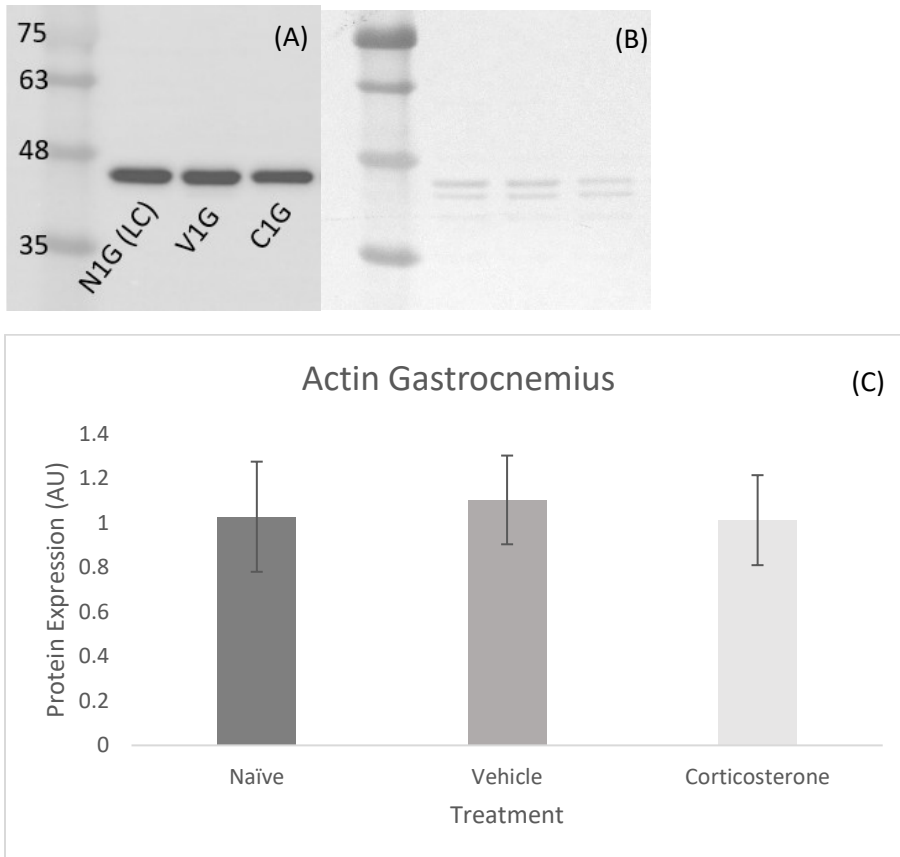 75
(A)
(B)
63
48
35
N1G (LC)
V1G
C1G
Actin Gastrocnemius
(C)
Protein Expression (AU)
1.4
1.2
1
0.8
0.6
0.4
0.2
0
Naïve
Vehicle
Corticosterone
Treatment